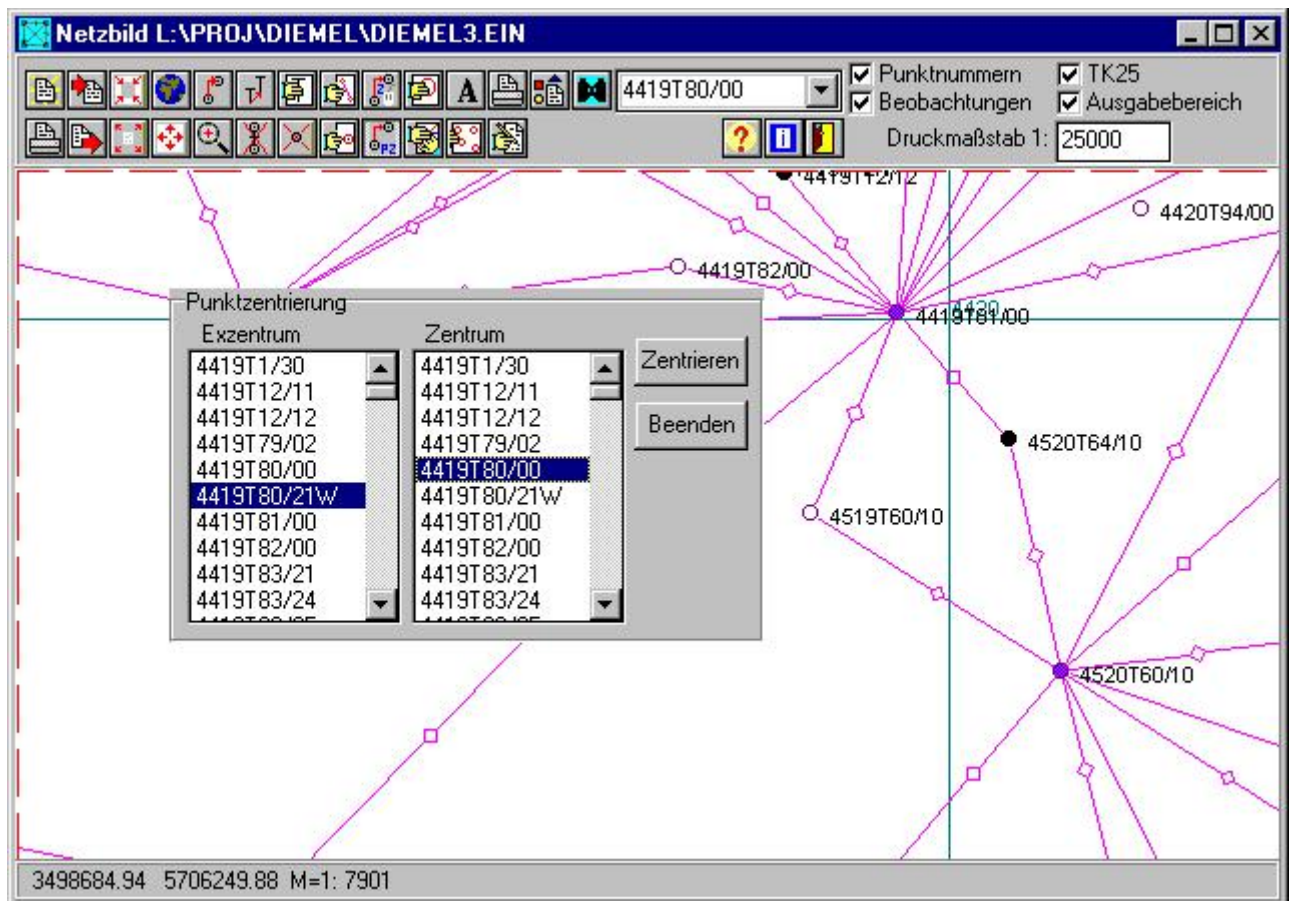 Netzbild L:\PROJ\DIEMEL\DIEMEL3.EIN
A
4419T80/00
Punktnummern
TK25
Beobachtungen
Ausgabebereich
PZ
?
i
Druckmaßstab 1: 25000
4419T12/12
4420T94/00
4419T82/00
4420
4419T81/00
Punktzentrierung
Exzentrum
Zentrum
4419T1/30
4419T12/11
4419T12/12
4419T79/02
4419T80/00
4419T80/21W
4419T81/00
4419T82/00
4419T83/21
4419T83/24
4419T1/30
4419T12/11
4419T12/12
4419T79/02
4419T80/00
4419T80/21W
4419T81/00
4419T82/00
4419T83/21
4419T83/24
Zentrieren
Beenden
4520T64/10
4519T60/10
4520T60/10
3498684.94 5706249.88 M=1: 7901